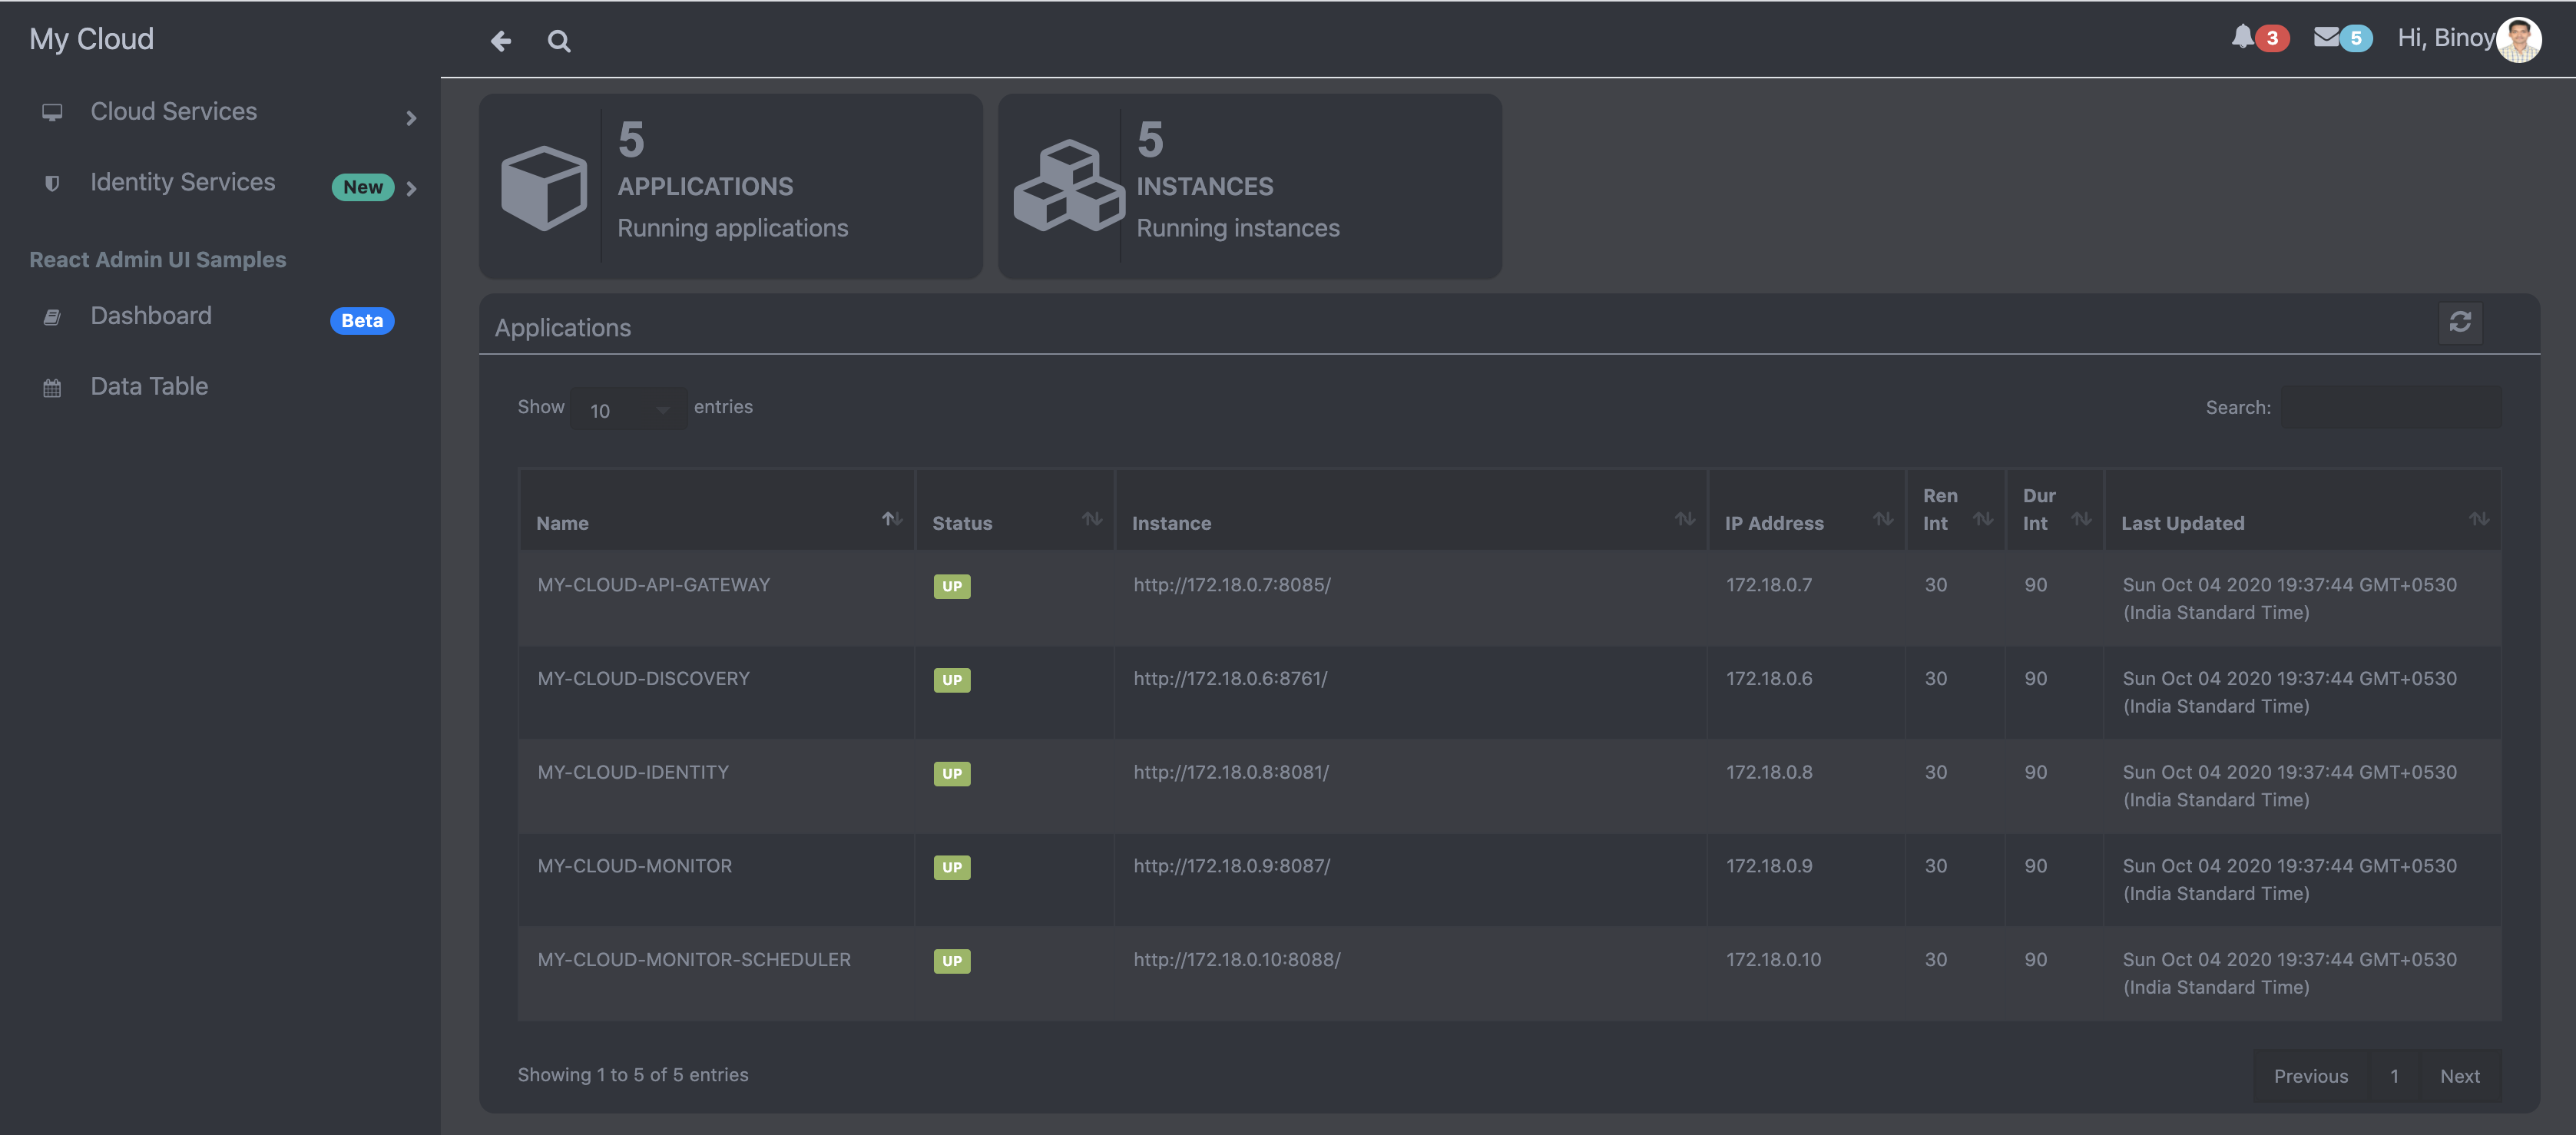 My Cloud
3
5
Hi, Binoy
Cloud Services
Identity Services New
React Admin UI Samples
Dashboard Beta
Data Table
5
APPLICATIONS
Running applications
5
INSTANCES
Running instances
Applications
Show 10 entries
Search:
Name Status Instance IP Address Ren Int Dur Int Last Updated
MY-CLOUD-API-GATEWAY UP http://172.18.0.7:8085/ 172.18.0.7 30 90 Sun Oct 04 2020 19:37:44 GMT+0530
(India Standard Time)
MY-CLOUD-DISCOVERY UP http://172.18.0.6:8761/ 172.18.0.6 30 90 Sun Oct 04 2020 19:37:44 GMT+0530
(India Standard Time)
MY-CLOUD-IDENTITY UP http://172.18.0.8:8081/ 172.18.0.8 30 90 Sun Oct 04 2020 19:37:44 GMT+0530
(India Standard Time)
MY-CLOUD-MONITOR UP http://172.18.0.9:8087/ 172.18.0.9 30 90 Sun Oct 04 2020 19:37:44 GMT+0530
(India Standard Time)
MY-CLOUD-MONITOR-SCHEDULER UP http://172.18.0.10:8088/ 172.18.0.10 30 90 Sun Oct 04 2020 19:37:44 GMT+0530
(India Standard Time)
Showing 1 to 5 of 5 entries
Previous 1 Next